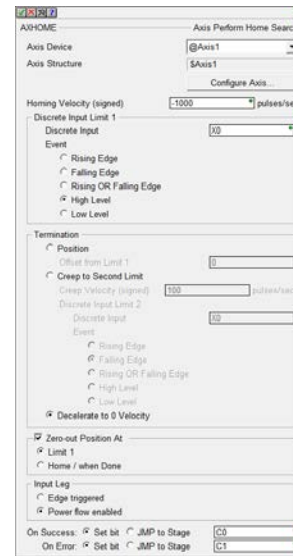 AXHOME Axis Perform Home Searc
Axis Device @Axis1
Axis Structure $Axis1
Configure Axis...
Homing Velocity (signed) -1000 pulses/se
Discrete Input Limit 1
Discrete Input X0
Event
Rising Edge
Falling Edge
Rising OR Falling Edge
High Level
Low Level
Termination
Position
Offset from Limit 1 0
Creep to Second Limit
Creep Velocity (signed) 100 pulses/sec
Discrete Input Limit 2
Discrete Input X0
Event
Rising Edge
Falling Edge
Rising OR Falling Edge
High Level
Low Level
Decelerate to 0 Velocity
Zero-out Position At
Limit 1
Home / when Done
Input Leg
Edge triggered
Power flow enabled
On Success: Set bit JMP to Stage C0
On Error: Set bit JMP to Stage C1